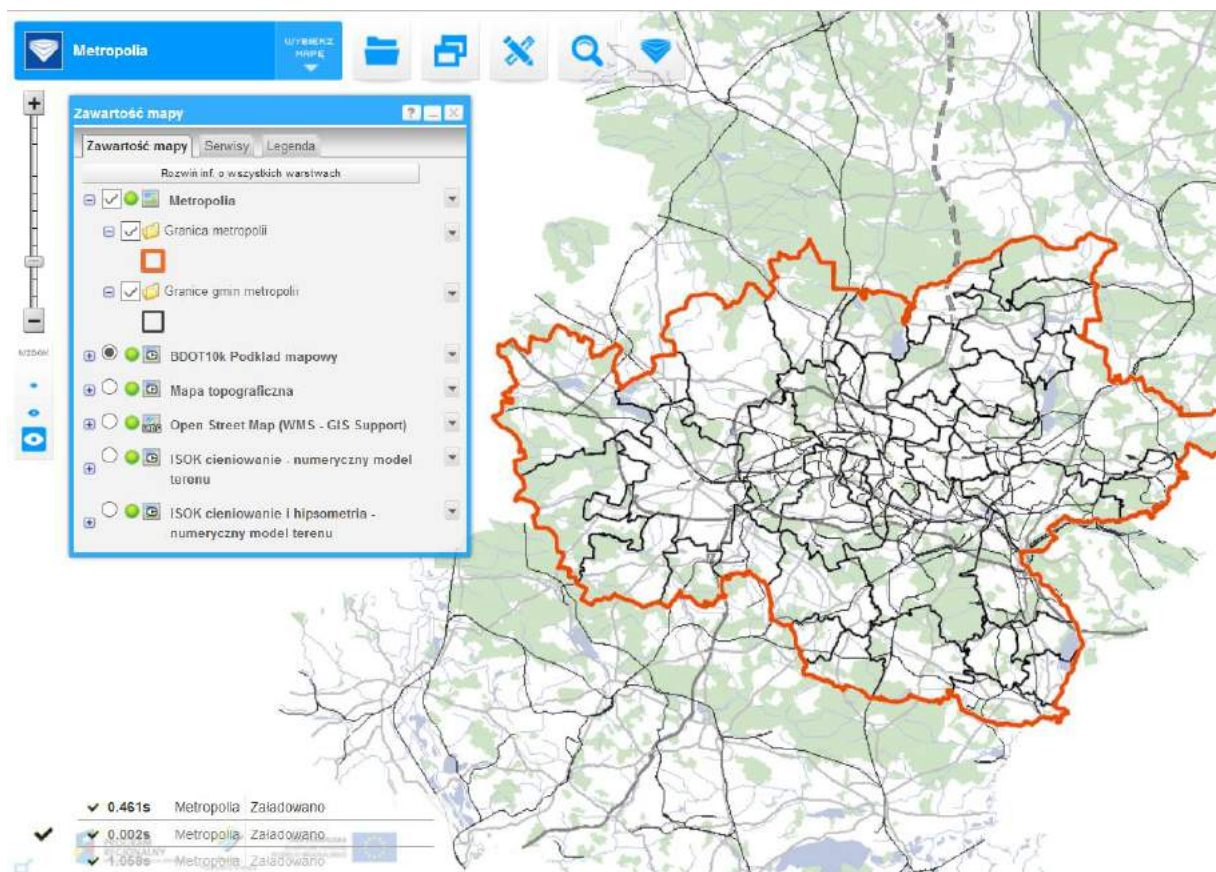 Metropolia
WYBIERZ
MAPĘ
Zawartość mapy
Zawartość mapy Serwisy Legenda
Rozwiń inf. o wszystkich warstwach
Metropolia
Granica metropolii
Granice gmin metropolii
BDOT10k Podkład mapowy
Mapa topograficzna
Open Street Map (WMS - GIS Support)
ISOK cieniowanie - numeryczny model
terenu
ISOK cieniowanie i hipsometria -
numeryczny model terenu
WIDOK
0.461s Metropolia Załadowano
0.002s Metropolia Załadowano
REGIONALNY
1.058s Metropolia Załadowano